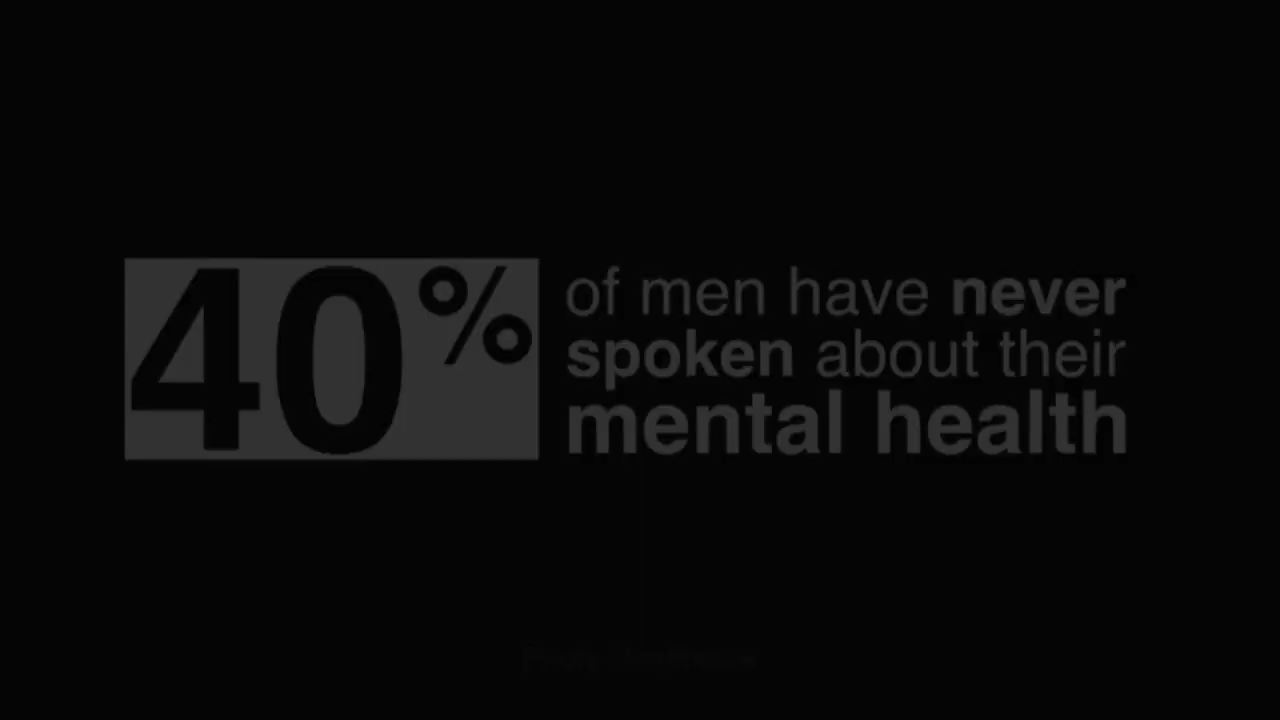 40%
of men have never
spoken about their
mental health